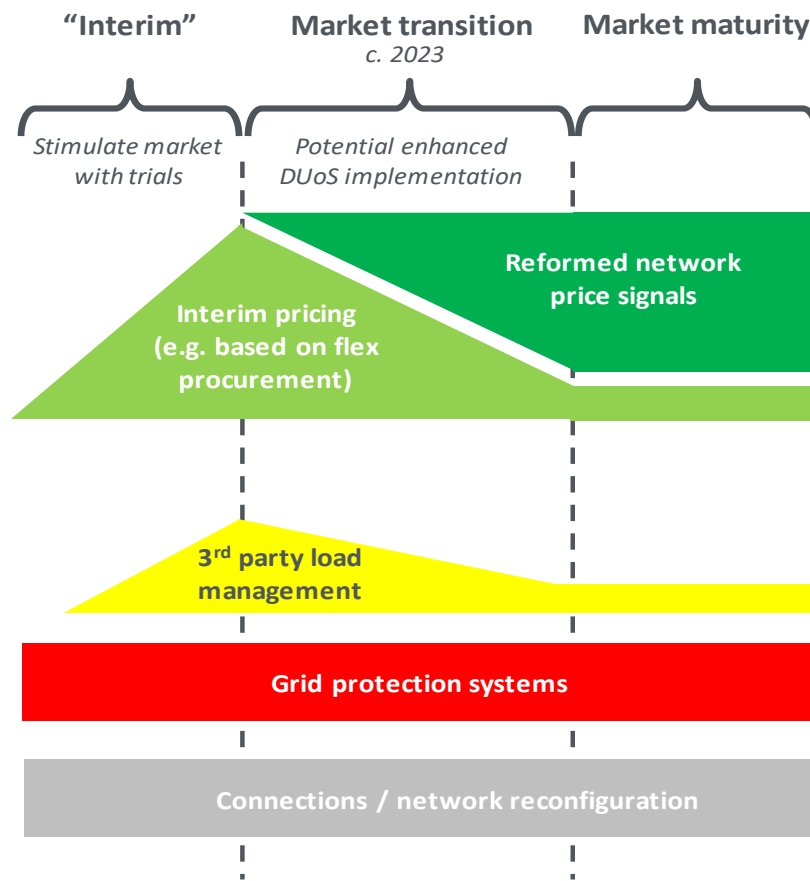 “Interim”
Market transition
c. 2023
Market maturity
Stimulate market
with trials
Potential enhanced
DUoS implementation
Reformed network
price signals
Interim pricing
(e.g. based on flex
procurement)
3rd party load
management
Grid protection systems
Connections / network reconfiguration